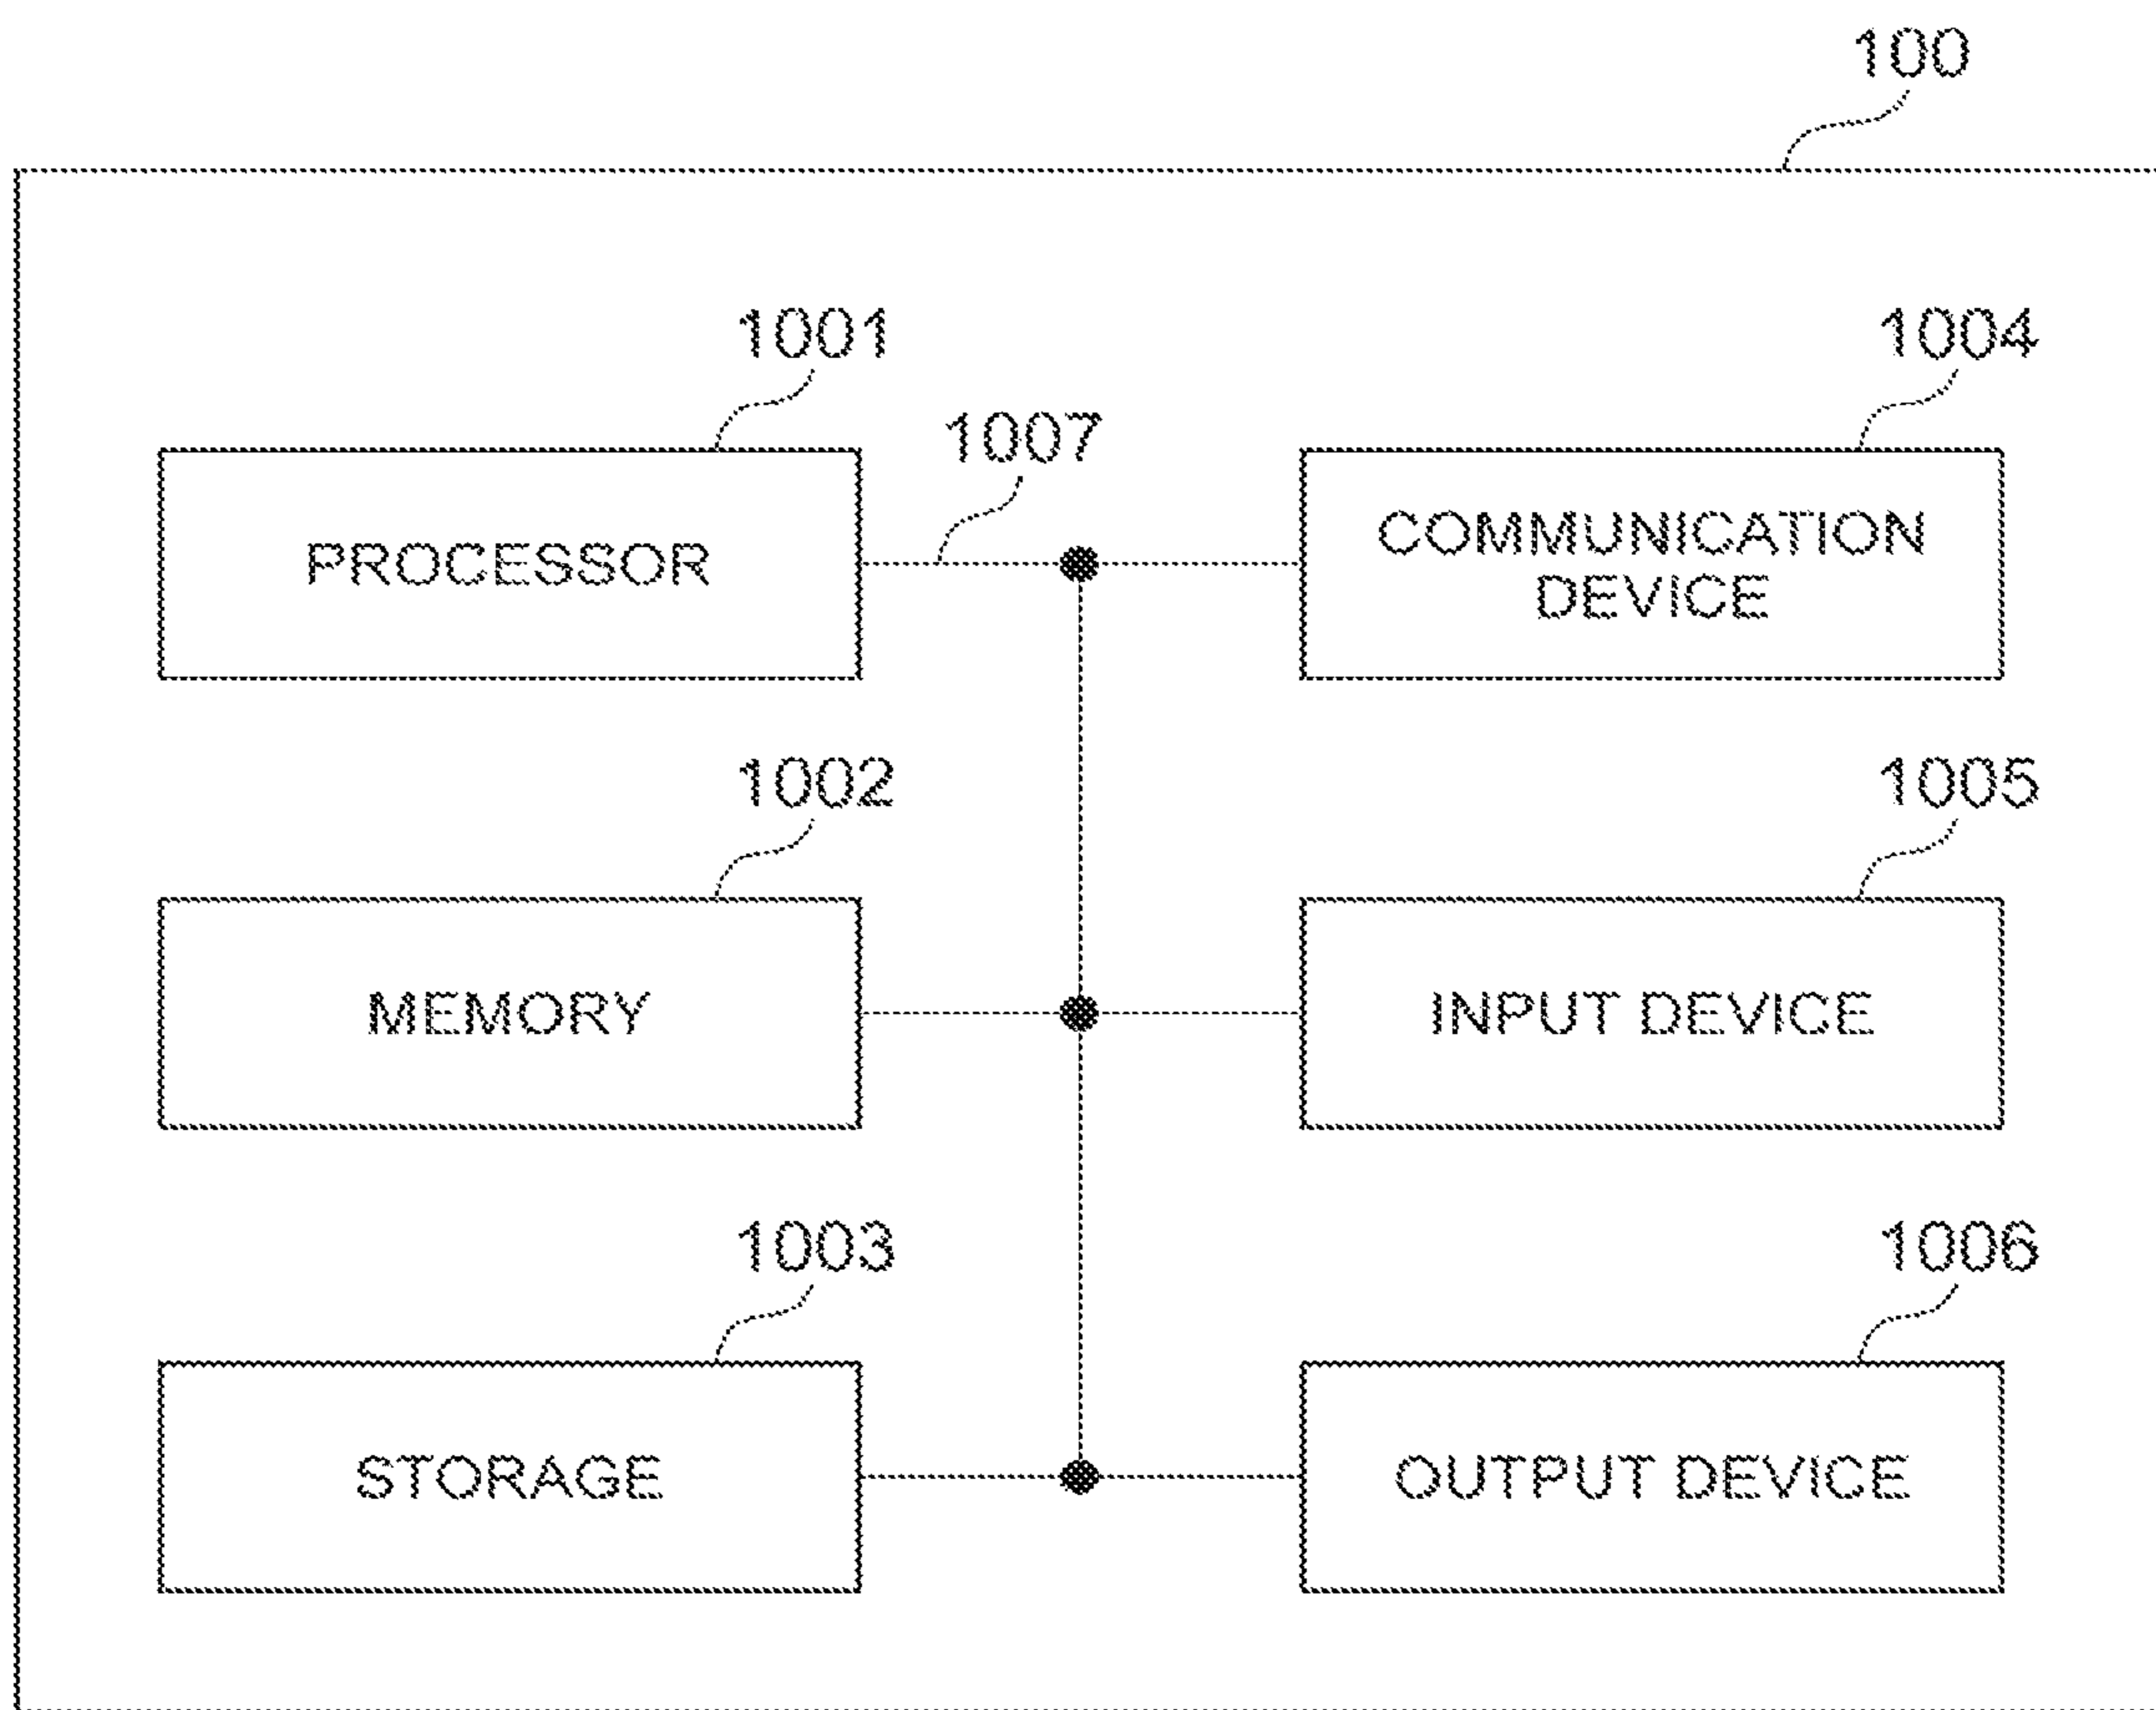 100
1001
1004
1007
PROCESSOR
COMMUNICATION
DEVICE
1002
1005
MEMORY
INPUT DEVICE
1003
1006
STORAGE
OUTPUT DEVICE